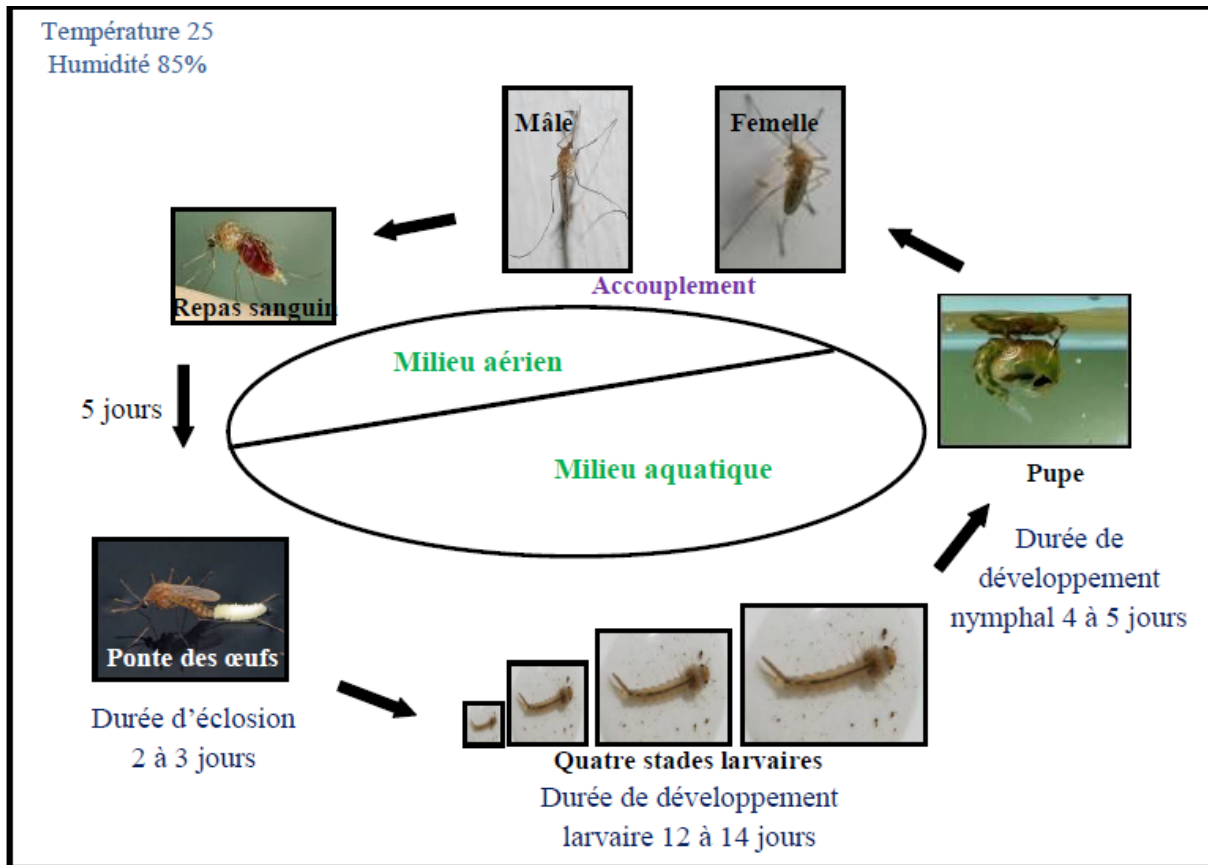 Température 25
Humidité 85%
Mâle
Femelle
Repas sanguin
Accouplement
Milieu aérien
5 jours
Milieu aquatique
Pupe
Durée de
développement
nymphal 4 à 5 jours
Ponte des œufs
Durée d'éclosion
2 à 3 jours
Quatre stades larvaires
Durée de développement
larvaire 12 à 14 jours